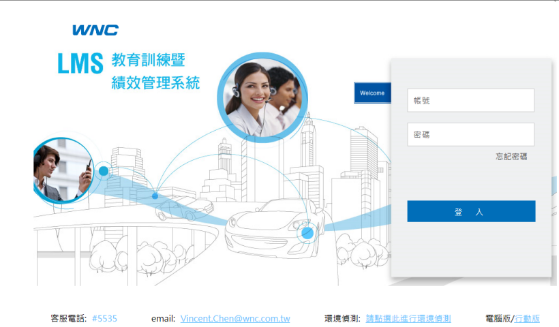 WNC
LMS 教育訓練暨
績效管理系統
Welcome
帳號
密碼
忘記密碼
登 入
客服電話: #5535 email: Vincent.Chen@wnc.com.tw 環境偵測: 請點選此進行環境偵測 電腦版/行動版